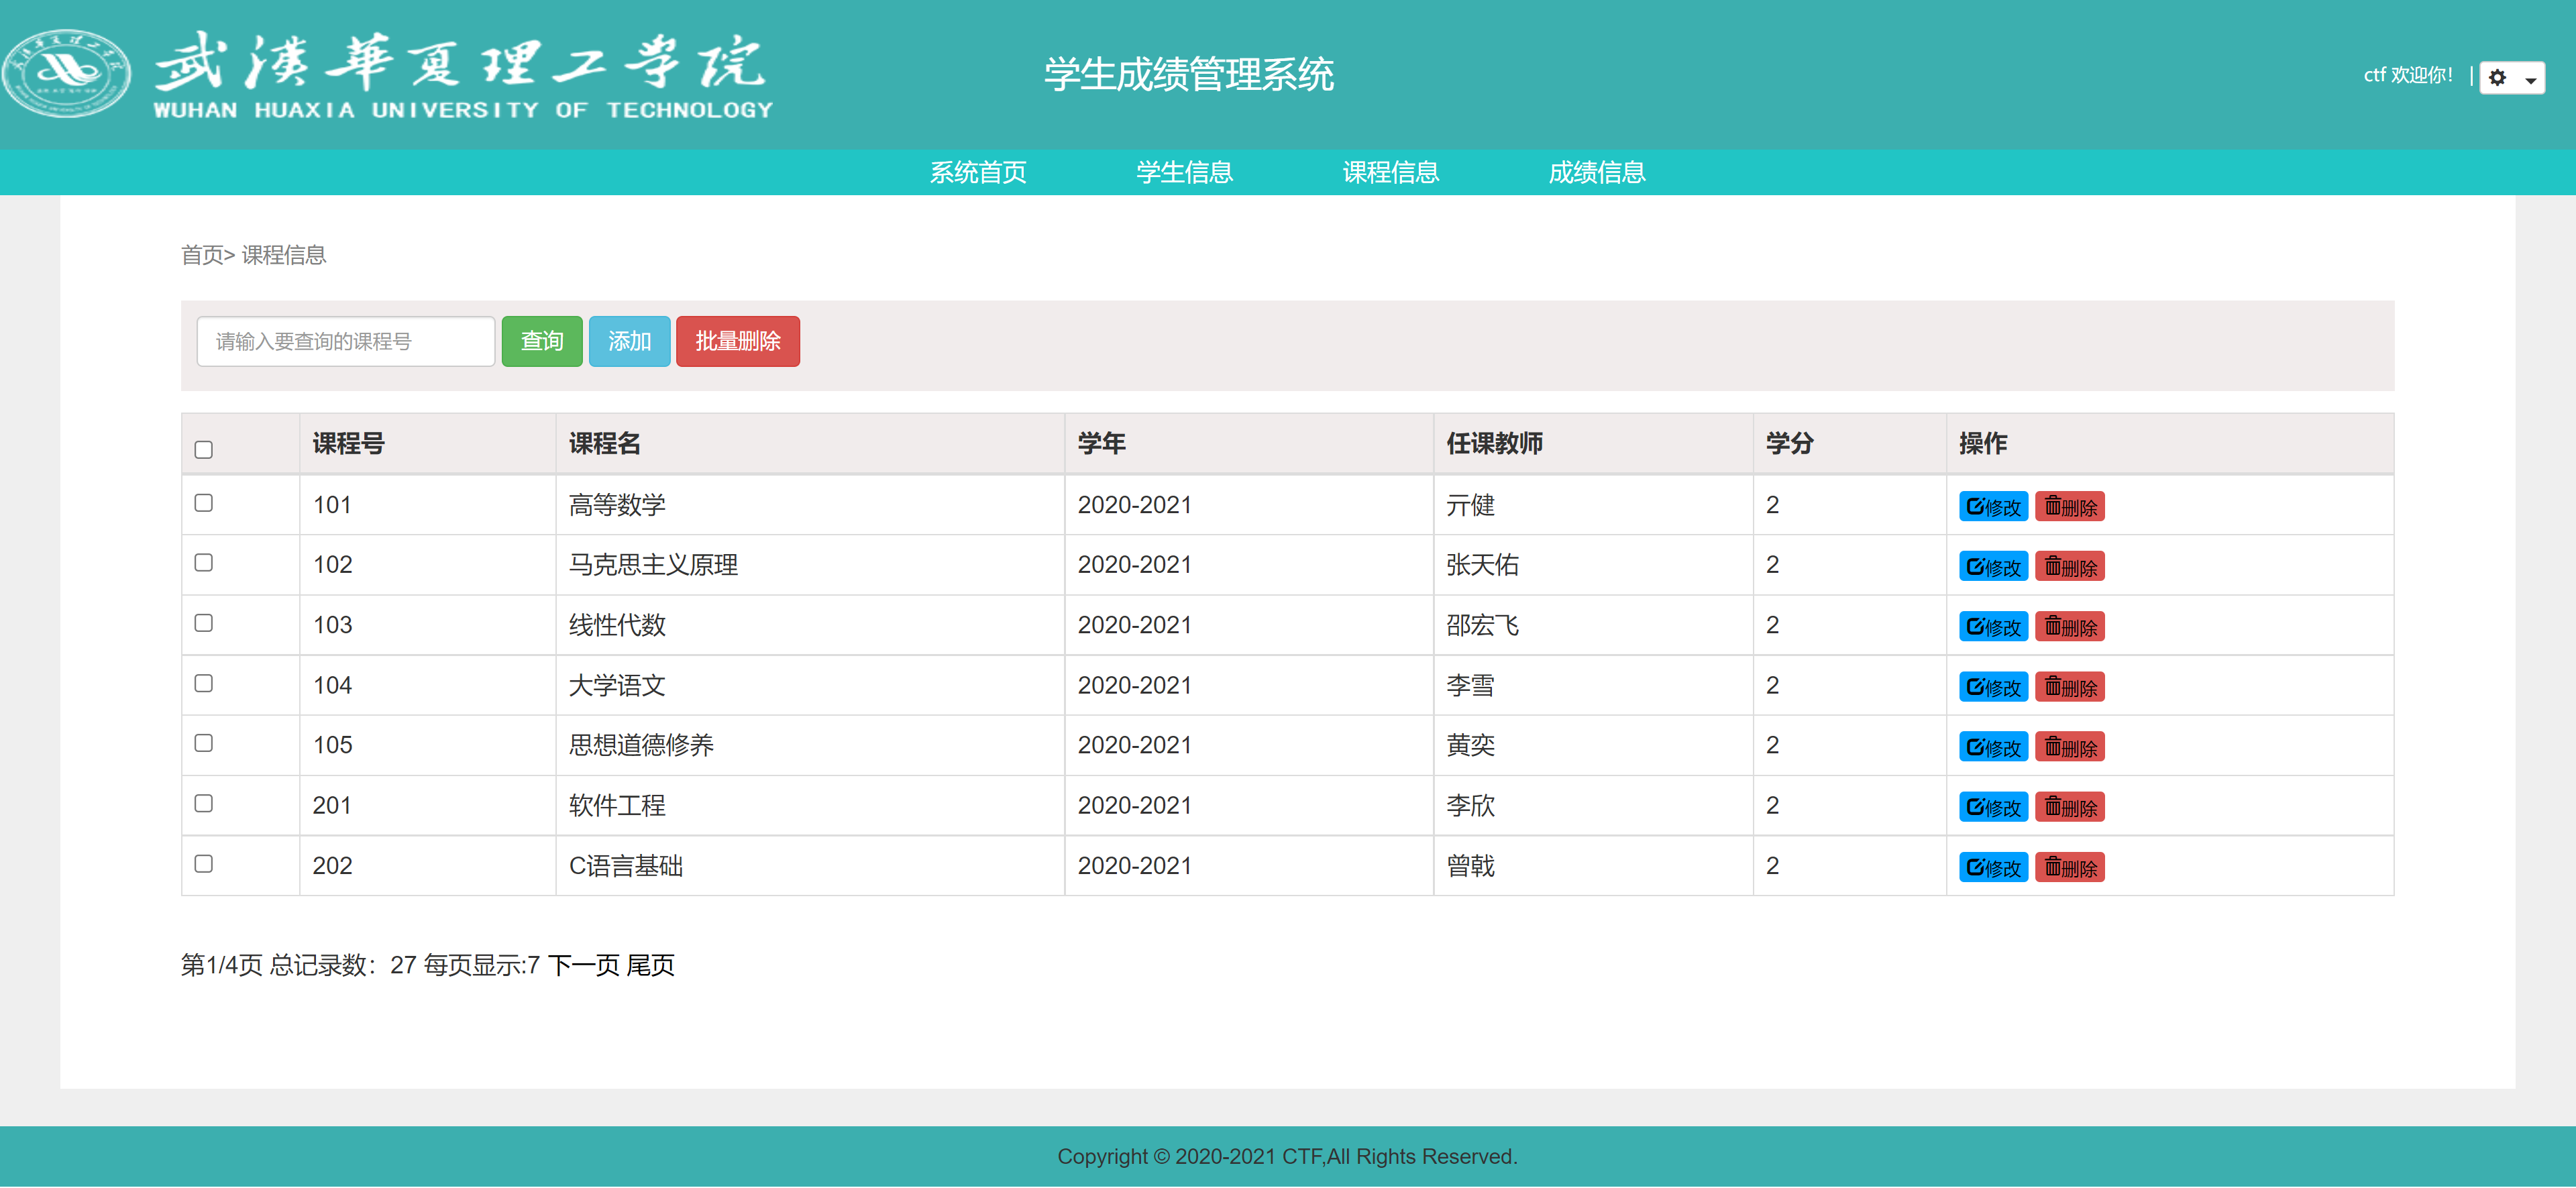 武漢華夏理工学院
WUHAN HUAXIA UNIVERSITY OF TECHNOLOGY
学生成绩管理系统
ctf 欢迎你! |
系统首页 学生信息 课程信息 成绩信息
首页> 课程信息
请输入要查询的课程号 查询 添加 批量删除
课程号 课程名 学年 任课教师 学分 操作
101 高等数学 2020-2021 亓健 2 修改 删除
102 马克思主义原理 2020-2021 张天佑 2 修改 删除
103 线性代数 2020-2021 邵宏飞 2 修改 删除
104 大学语文 2020-2021 李雪 2 修改 删除
105 思想道德修养 2020-2021 黄奕 2 修改 删除
201 软件工程 2020-2021 李欣 2 修改 删除
202 C语言基础 2020-2021 曾戟 2 修改 删除
第1/4页 总记录数：27 每页显示:7 下一页 尾页
Copyright © 2020-2021 CTF,All Rights Reserved.